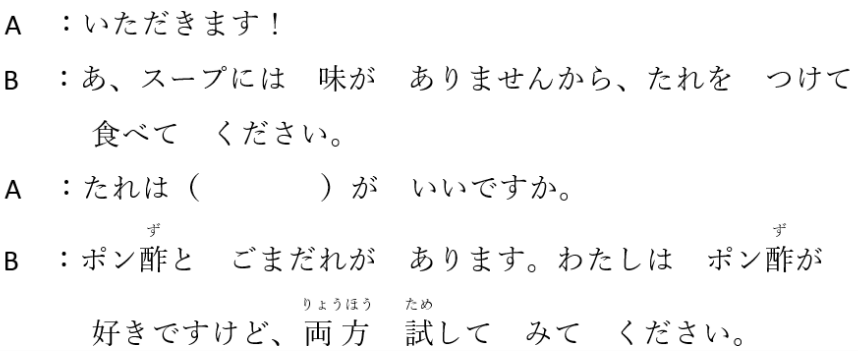 A ：いただきます！
B ：あ、スープには 味が ありませんから、たれを つけて
食べて ください。
A ：たれは（ ）が いいですか。
B ：ポン酢と ごまだれが あります。わたしは ポン酢が
好きですけど、両方 試して みて ください。